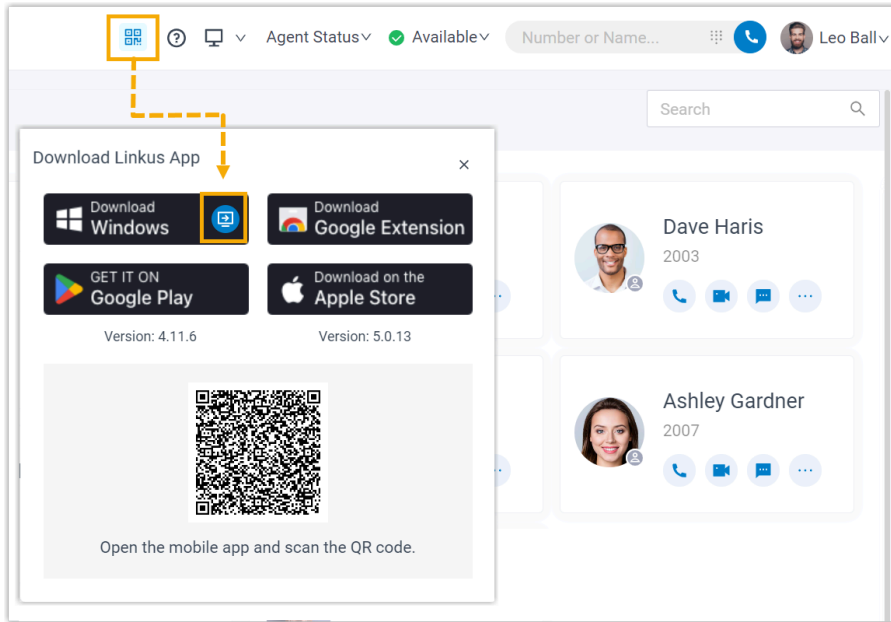 Agent Status
Available
Number or Name...
Leo Ball
Search
Download Linkus App
Download
Windows
Download
Google Extension
GET IT ON
Google Play
Download on the
Apple Store
Version: 4.11.6
Version: 5.0.13
Open the mobile app and scan the QR code.
Dave Haris
2003
Ashley Gardner
2007